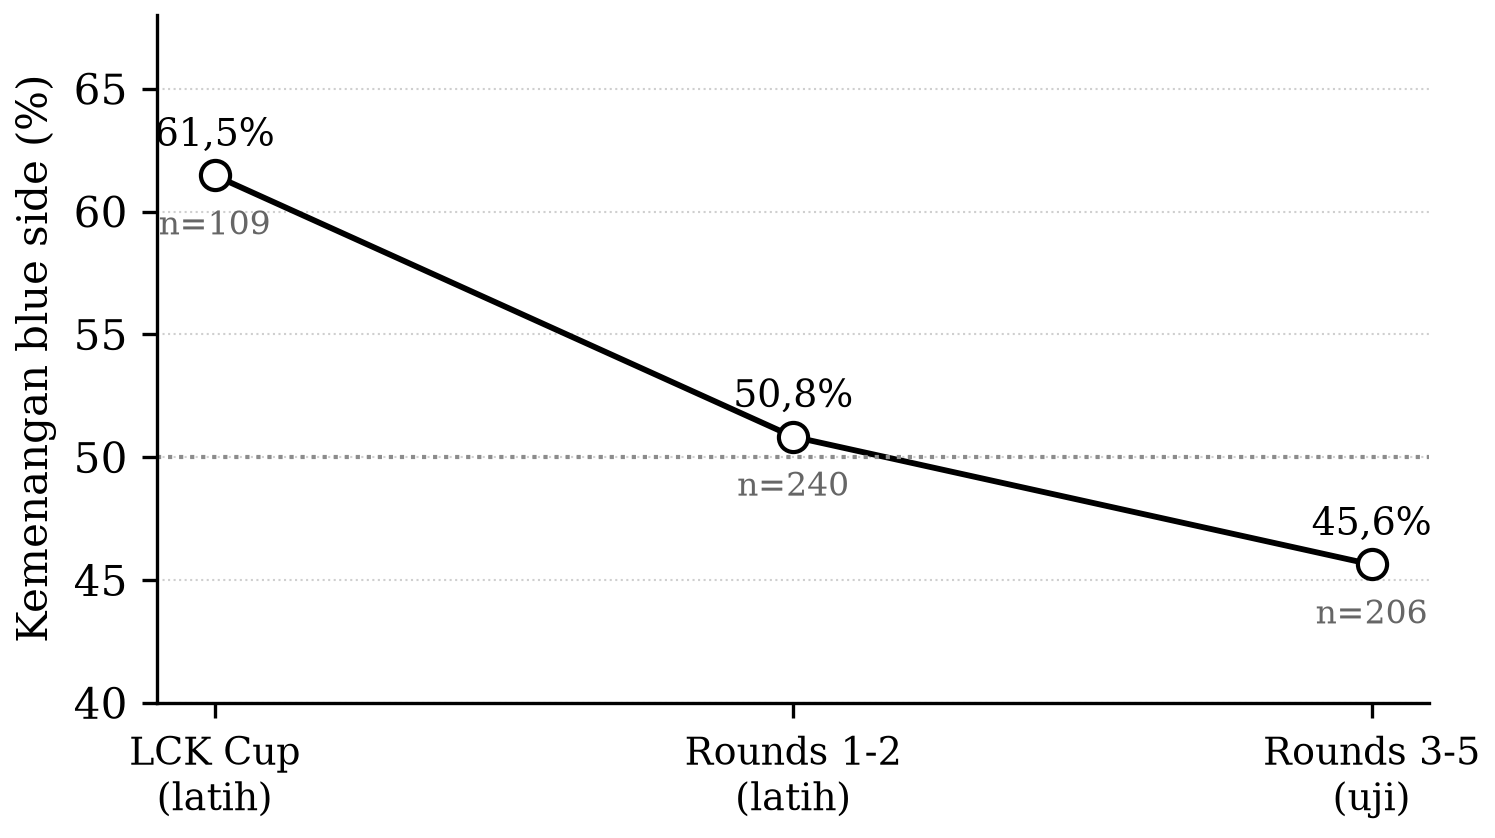 Kemenangan blue side (%)
65
60
55
50
45
40
61,5%
n=109
50,8%
n=240
45,6%
n=206
LCK Cup
(latih)
Rounds 1-2
(latih)
Rounds 3-5
(uji)